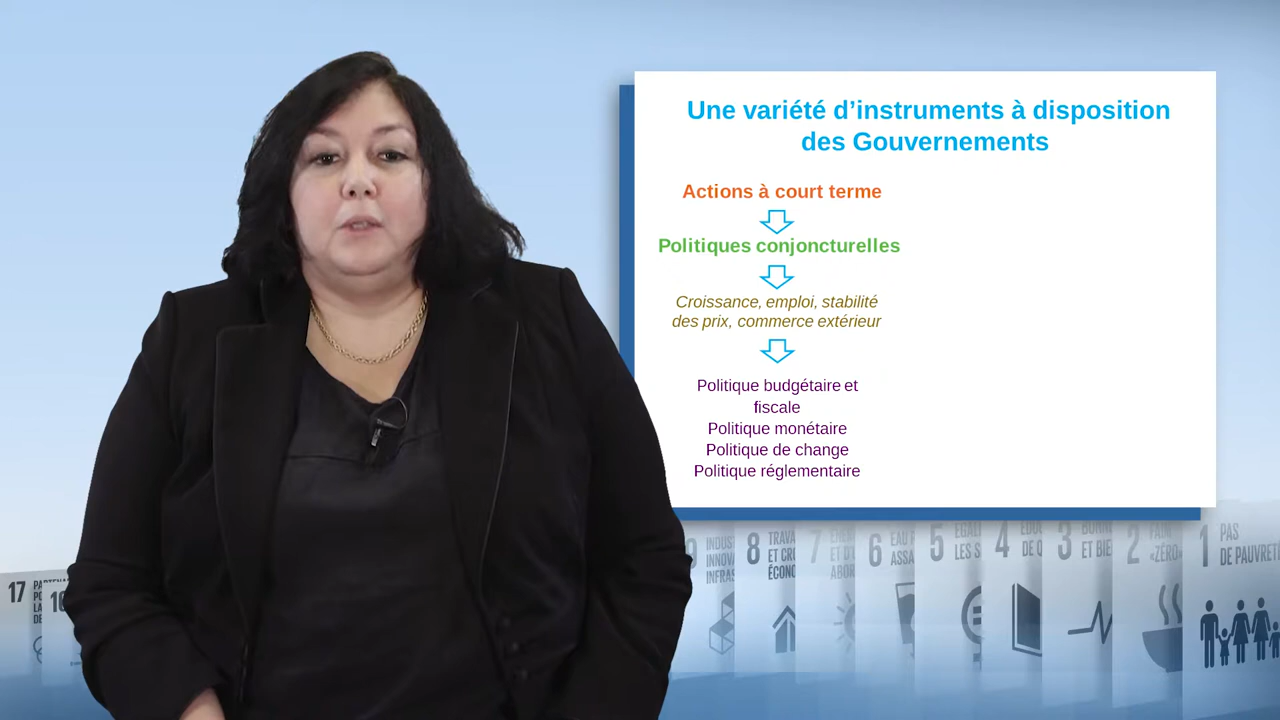 Une variété d’instruments à disposition
des Gouvernements
Actions à court terme
Politiques conjoncturelles
Croissance, emploi, stabilité
des prix, commerce extérieur
Politique budgétaire et
fiscale
Politique monétaire
Politique de change
Politique réglementaire
17
8
7
6
5
4
3
2
1 PAS
DE PAUVRETÉ